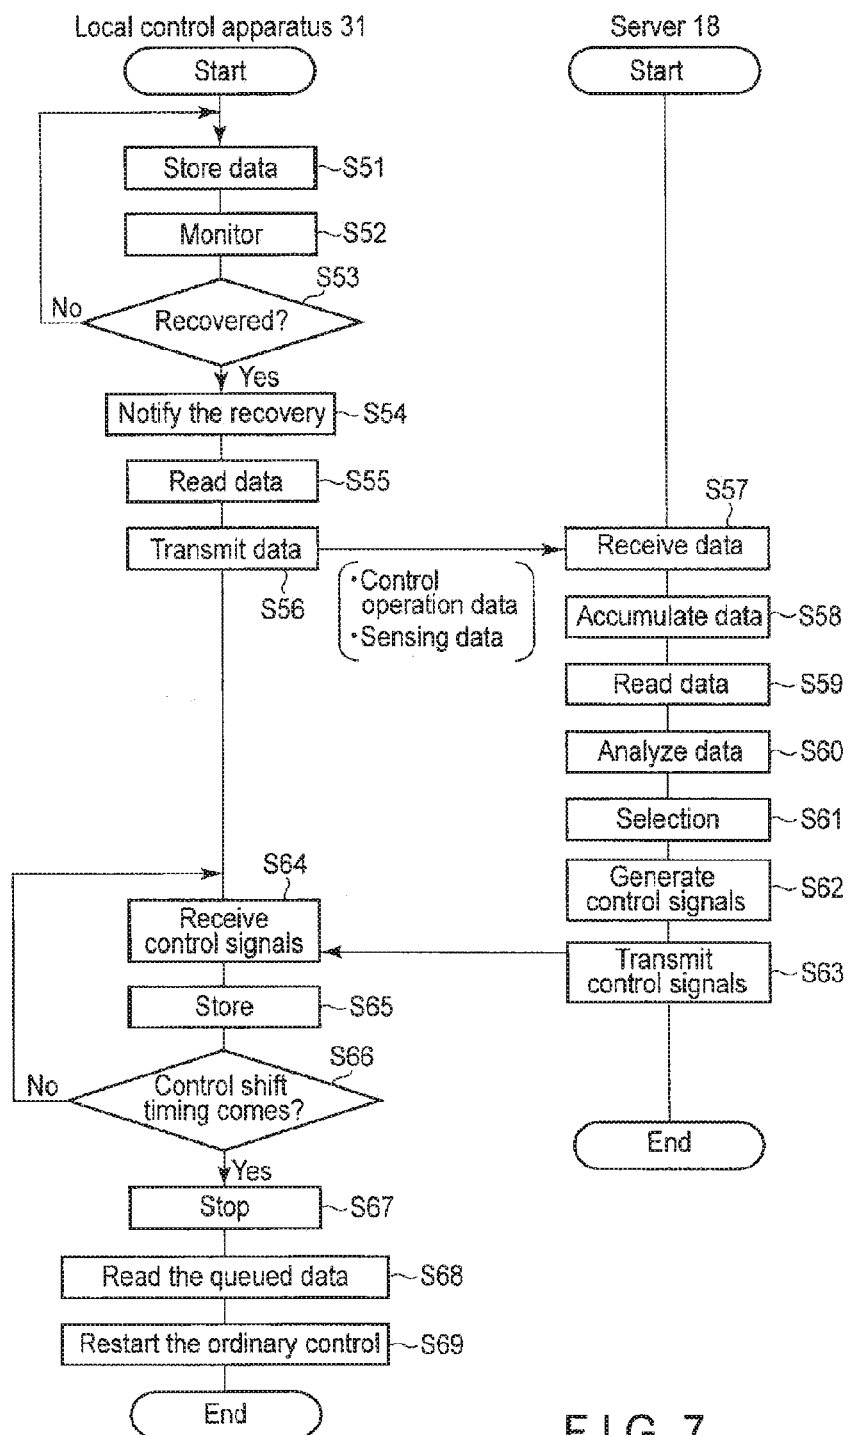 Local control apparatus 31
Start
Store data
S51
Monitor
S52
S53
Recovered?
No
Yes
Notify the recovery
S54
Read data
S55
Transmit data
S56
・Control
operation data
・Sensing data
Server 18
Start
S57
Receive data
Accumulate data
S58
Read data
S59
Analyze data
S60
Selection
S61
Generate
control signals
S62
Transmit
control signals
S63
End
S64
Receive
control signals
Store
S65
S66
Control shift
timing comes?
No
Yes
Stop
S67
Read the queued data
S68
Restart the ordinary control
S69
End
FIG. 7